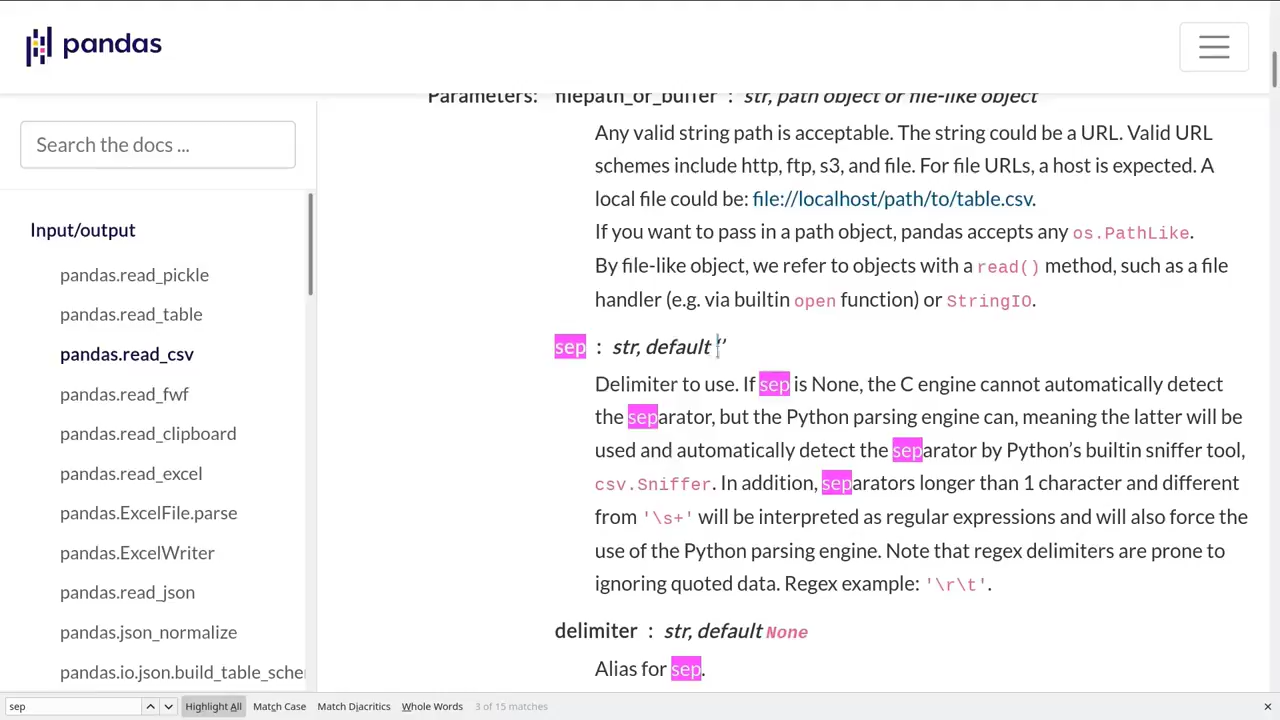 pandas
Parameters: filepath_or_buffer : str, path object or file-like object
Search the docs ...
Any valid string path is acceptable. The string could be a URL. Valid URL
schemes include http, ftp, s3, and file. For file URLs, a host is expected. A
local file could be: file://localhost/path/to/table.csv.
If you want to pass in a path object, pandas accepts any os.PathLike.
By file-like object, we refer to objects with a read() method, such as a file
handler (e.g. via builtin open function) or StringIO.
sep : str, default ‘’
Delimiter to use. If sep is None, the C engine cannot automatically detect
the separator, but the Python parsing engine can, meaning the latter will be
used and automatically detect the separator by Python’s builtin sniffer tool,
csv.Sniffer. In addition, separators longer than 1 character and different
from '\s+' will be interpreted as regular expressions and will also force the
use of the Python parsing engine. Note that regex delimiters are prone to
ignoring quoted data. Regex example: '\r\t'.
delimiter : str, default None
Alias for sep.
Input/output
pandas.read_pickle
pandas.read_table
pandas.read_csv
pandas.read_fwf
pandas.read_clipboard
pandas.read_excel
pandas.ExcelFile.parse
pandas.ExcelWriter
pandas.read_json
pandas.json_normalize
pandas.io.json.build_table_sche
sep Highlight All Match Case Match Diacritics Whole Words 3 of 15 matches